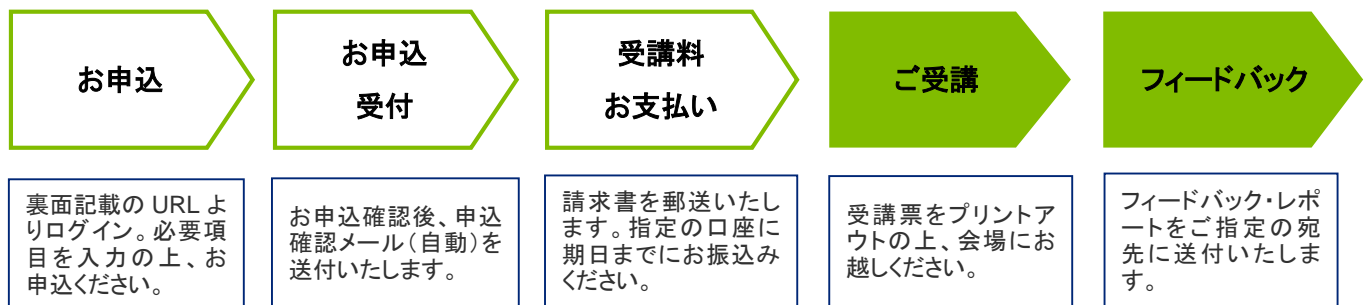 お申込
お申込
受付
受講料
お支払い
ご受講
フィードバック
裏面記載の URL よ
りログイン。必要項
目を入力の上、お
申込ください。
お申込確認後、申込
確認メール(自動)を
送付いたします。
請求書を郵送いたし
ます。指定の口座に
期日までにお振込み
ください。
受講票をプリントア
ウトの上、会場にお
越しください。
フィードバック・レポ
ートをご指定の宛
先に送付いたしま
す。